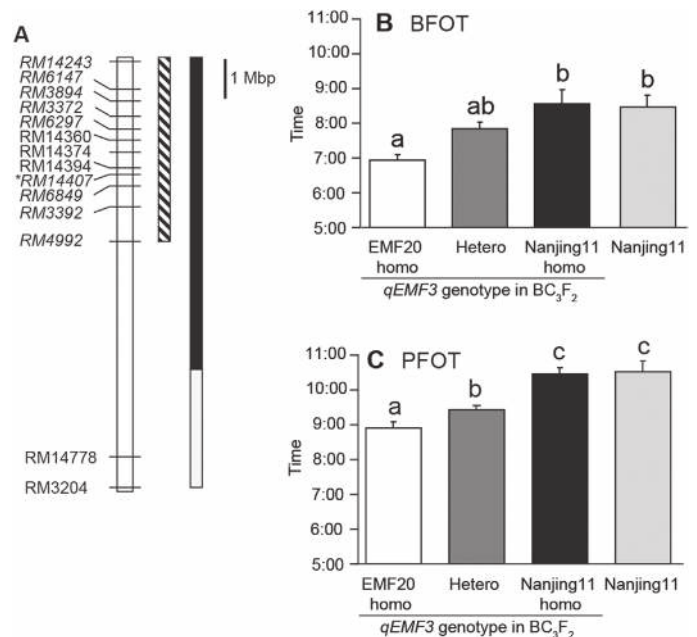 A
RM14243
RM6147
RM3894
RM3372
RM6297
RM14360
RM14374
RM14394
*RM14407
RM6849
RM3392
RM4992
RM14778
RM3204
1 Mbp
B BFOT
Time
11:00
10:00
9:00
8:00
7:00
6:00
5:00
a
ab
b
b
EMF20
homo
Hetero
Nanjing11
homo
Nanjing11
qEMF3 genotype in BC₃F₂
C PFOT
Time
11:00
10:00
9:00
8:00
7:00
6:00
5:00
a
b
c
c
EMF20
homo
Hetero
Nanjing11
homo
Nanjing11
qEMF3 genotype in BC₃F₂